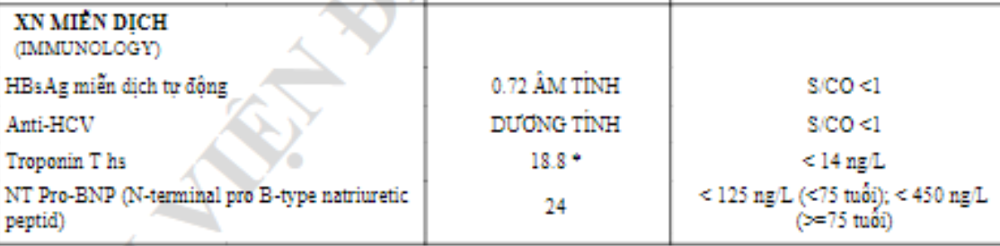 XN MIỄN DỊCH
(IMMUNOLOGY)
HBsAg miễn dịch tự động 0.72 ÂM TÍNH S/CO <1
Anti-HCV DƯƠNG TÍNH S/CO <1
Troponin T hs 18.8 * < 14 ng/L
NT Pro-BNP (N-terminal pro B-type natriuretic peptid) 24 < 125 ng/L (<75 tuổi); < 450 ng/L (>=75 tuổi)
VIỆN